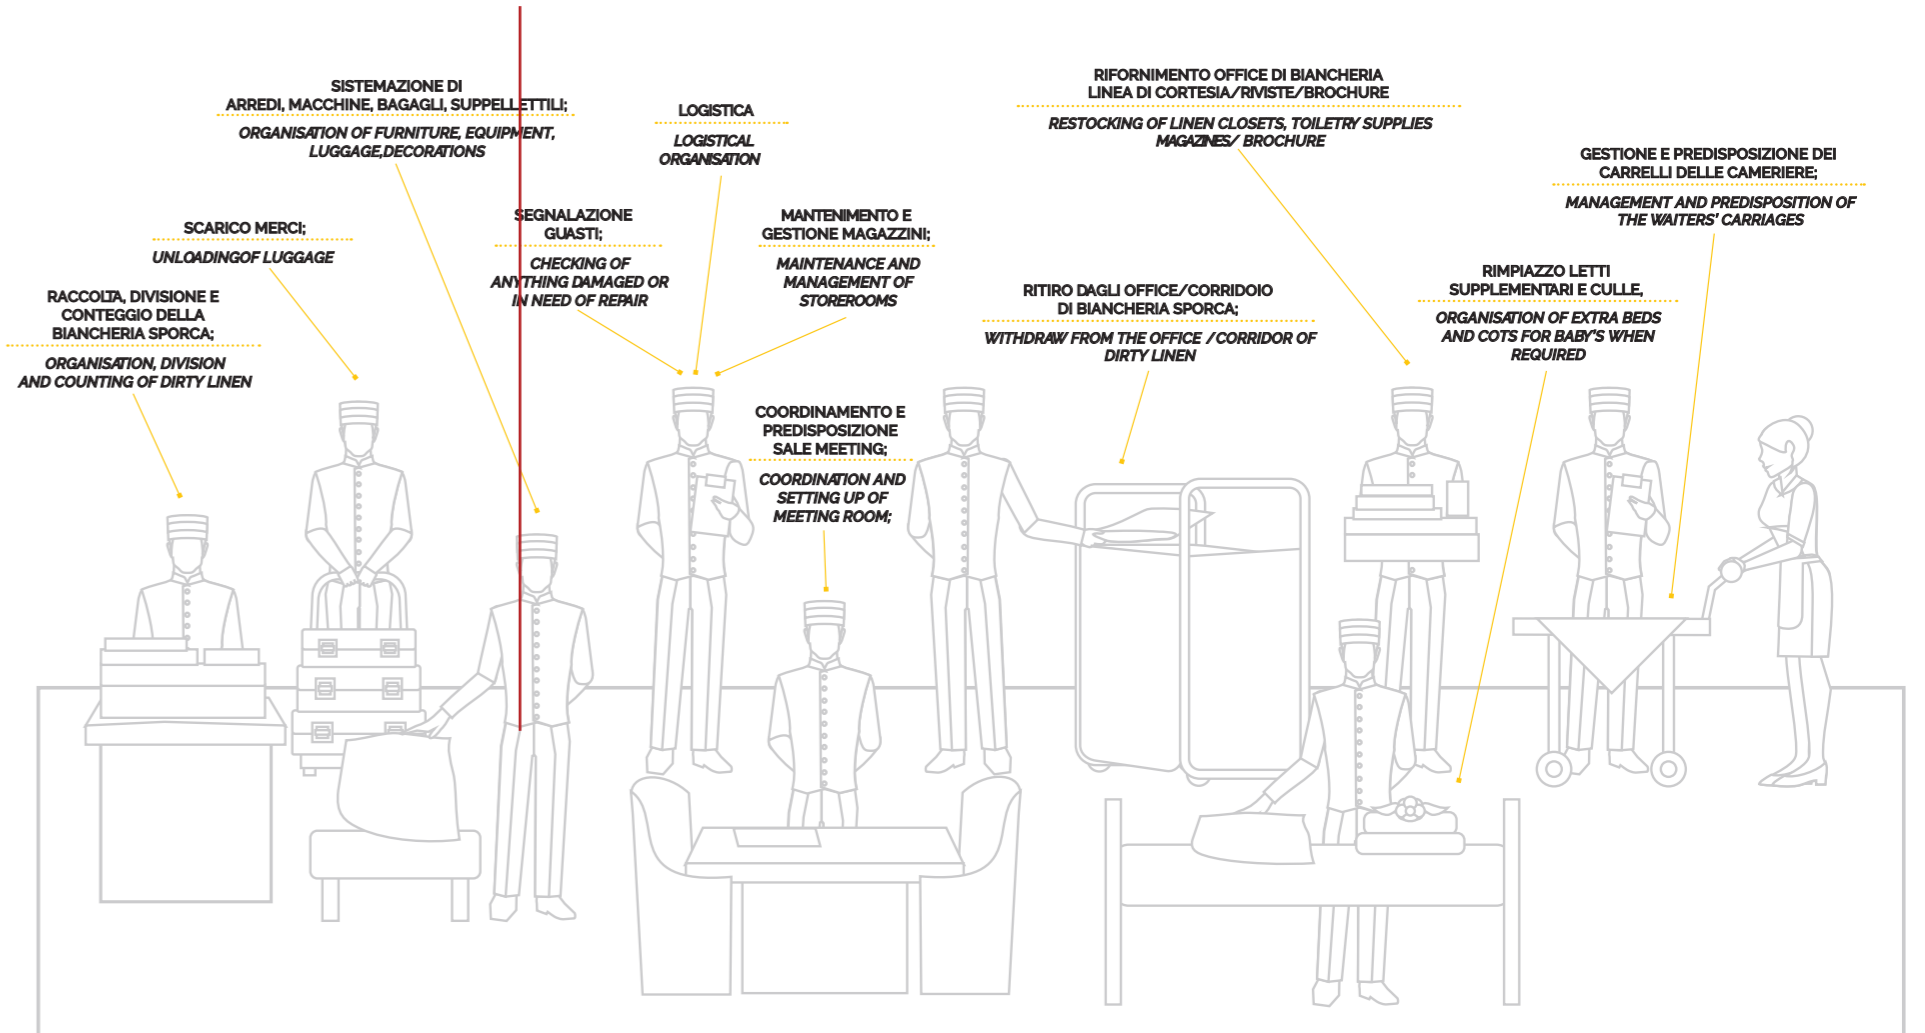 SISTEMAZIONE DI
ARREDI, MACCHINE, BAGAGLI, SUPPELLETTILI;
ORGANISATION OF FURNITURE, EQUIPMENT,
LUGGAGE,DECORATIONS
LOGISTICA
LOGISTICAL
ORGANISATION
RIFORNIMENTO OFFICE DI BIANCHERIA
LINEA DI CORTESIA/RIVISTE/BROCHURE
RESTOCKING OF LINEN CLOSETS, TOILETRY SUPPLIES
MAGAZINES/ BROCHURE
GESTIONE E PREDISPOSIZIONE DEI
CARRELLI DELLE CAMERIERE;
MANAGEMENT AND PREDISPOSITION OF
THE WAITERS' CARRIAGES
SCARICO MERCI;
UNLOADINGOF LUGGAGE
SEGNALAZIONE
GUASTI;
CHECKING OF
ANYTHING DAMAGED OR
IN NEED OF REPAIR
MANTENIMENTO E
GESTIONE MAGAZZINI;
MAINTENANCE AND
MANAGEMENT OF
STOREROOMS
RACCOLTA, DIVISIONE E
CONTEGGIO DELLA
BIANCHERIA SPORCA;
ORGANISATION, DIVISION
AND COUNTING OF DIRTY LINEN
RITIRO DAGLI OFFICE/CORRIDOIO
DI BIANCHERIA SPORCA;
WITHDRAW FROM THE OFFICE /CORRIDOR OF
DIRTY LINEN
RIMPIAZZO LETTI
SUPPLEMENTARI E CULLE,
ORGANISATION OF EXTRA BEDS
AND COTS FOR BABY'S WHEN
REQUIRED
COORDINAMENTO E
PREDISPOSIZIONE
SALE MEETING;
COORDINATION AND
SETTING UP OF
MEETING ROOM;